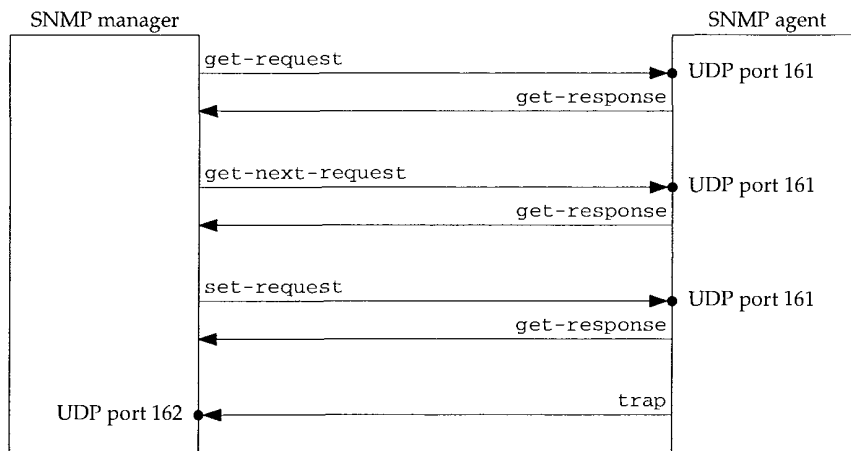 SNMP manager
SNMP agent
get-request
UDP port 161
get-response
get-next-request
UDP port 161
get-response
set-request
UDP port 161
get-response
UDP port 162
trap